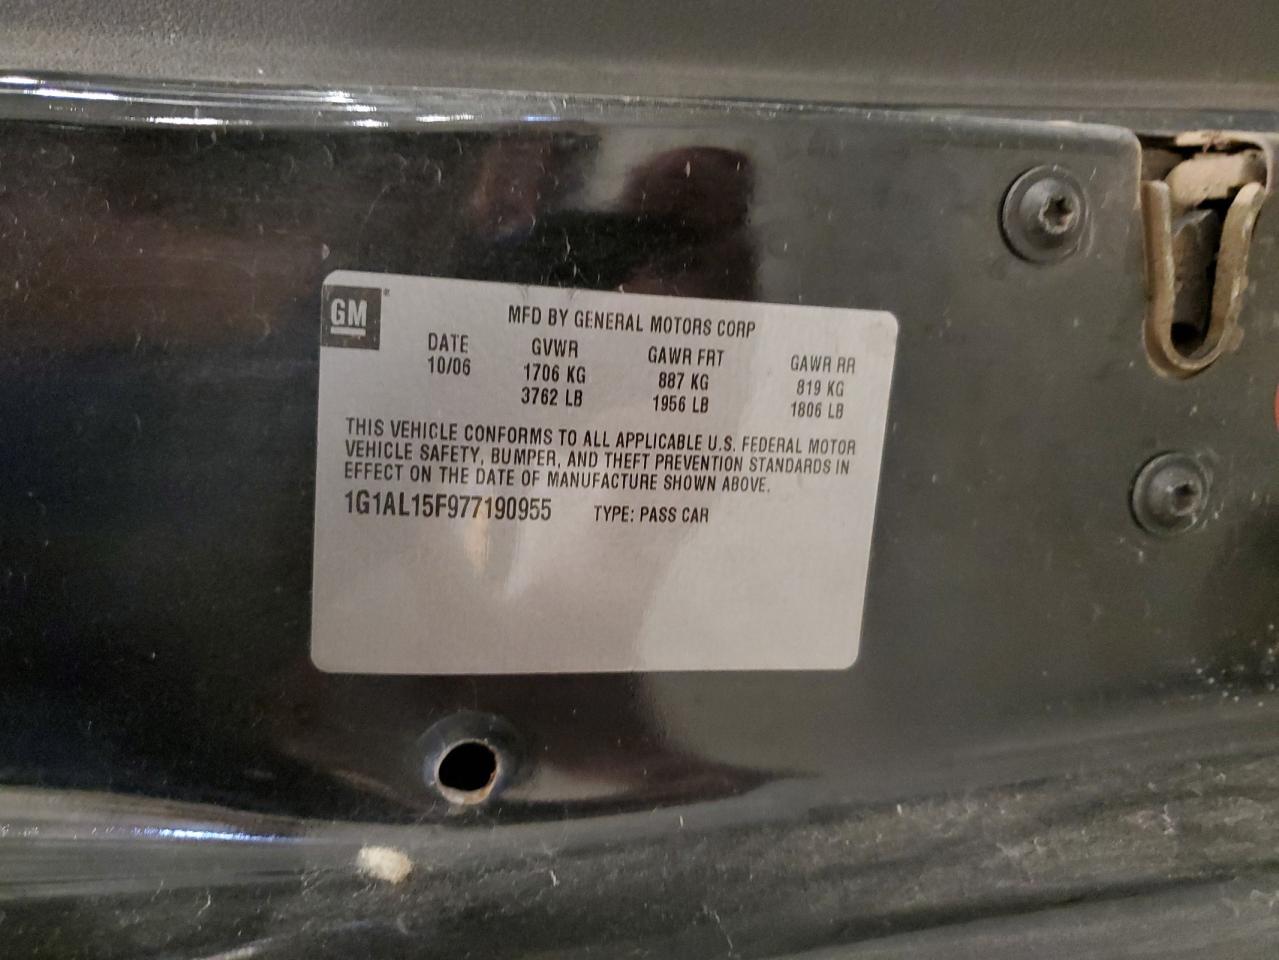 GM
MFD BY GENERAL MOTORS CORP
DATE GVWR GAWR FRT GAWR RR
10/06 1706 KG 887 KG 819 KG
3762 LB 1956 LB 1806 LB
THIS VEHICLE CONFORMS TO ALL APPLICABLE U.S. FEDERAL MOTOR
VEHICLE SAFETY, BUMPER, AND THEFT PREVENTION STANDARDS IN
EFFECT ON THE DATE OF MANUFACTURE SHOWN ABOVE.
1G1AL15F977190955 TYPE: PASS CAR